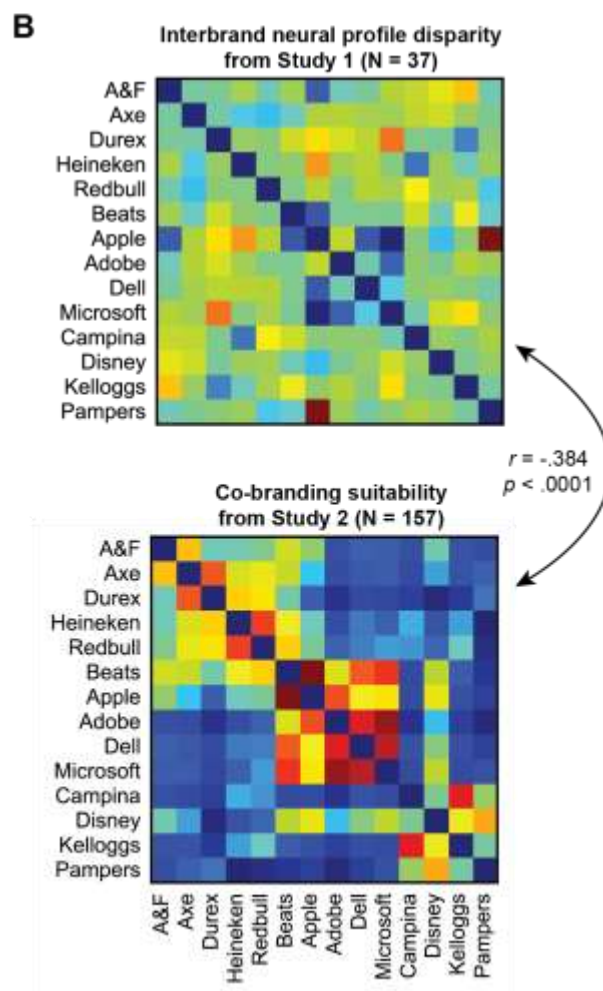 B
Interbrand neural profile disparity
from Study 1 (N = 37)
A&F
Axe
Durex
Heineken
Redbull
Beats
Apple
Adobe
Dell
Microsoft
Campina
Disney
Kelloggs
Pampers
r = -.384
p < .0001
Co-branding suitability
from Study 2 (N = 157)
A&F
Axe
Durex
Heineken
Redbull
Beats
Apple
Adobe
Dell
Microsoft
Campina
Disney
Kelloggs
Pampers
A&F
Axe
Durex
Heineken
Redbull
Beats
Apple
Adobe
Dell
Microsoft
Campina
Disney
Kelloggs
Pampers